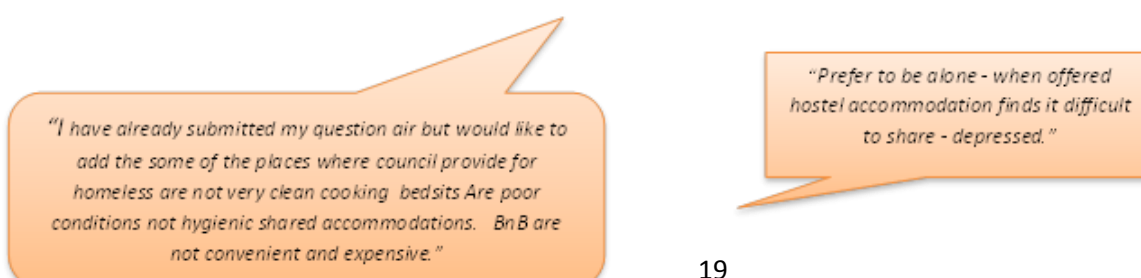 “I have already submitted my question air but would like to
add the some of the places where council provide for
homeless are not very clean cooking bedsits Are poor
conditions not hygienic shared accommodations. BnB are
not convenient and expensive.”
“Prefer to be alone - when offered
hostel accommodation finds it difficult
to share - depressed.”
19